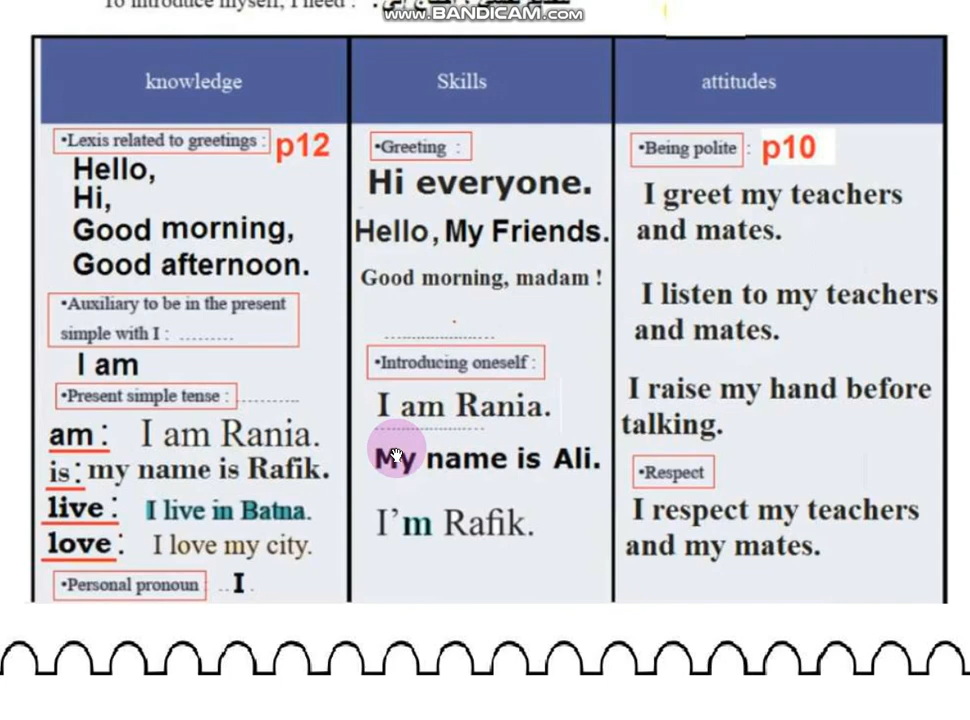 To introduce myself, I need :
www.BANDICAM.com
knowledge
•Lexis related to greetings : p12
Hello,
Hi,
Good morning,
Good afternoon.
•Auxiliary to be in the present
simple with I : .........
I am
•Present simple tense : ............
am: I am Rania.
is: my name is Rafik.
live: I live in Batna.
love: I love my city.
•Personal pronoun .. I .
Skills
•Greeting :
Hi everyone.
Hello, My Friends.
Good morning, madam !
•Introducing oneself :
I am Rania.
My name is Ali.
I'm Rafik.
attitudes
•Being polite : p10
I greet my teachers
and mates.
I listen to my teachers
and mates.
I raise my hand before
talking.
•Respect
I respect my teachers
and my mates.